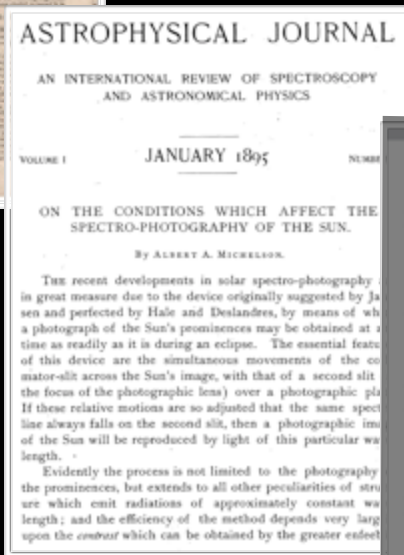 ASTROPHYSICAL JOURNAL
AN INTERNATIONAL REVIEW OF SPECTROSCOPY
AND ASTRONOMICAL PHYSICS
VOLUME I JANUARY 1895 NUMBE
ON THE CONDITIONS WHICH AFFECT THE
SPECTRO-PHOTOGRAPHY OF THE SUN.
By ALBERT A. MICHELSON.
THE recent developments in solar spectro-photography
in great measure due to the device originally suggested by Ja
sen and perfected by Hale and Deslandres, by means of wh
a photograph of the Sun's prominences may be obtained at a
time as readily as it is during an eclipse. The essential featu
of this device are the simultaneous movements of the co
mator-slit across the Sun's image, with that of a second slit
the focus of the photographic lens) over a photographic pla
If these relative motions are so adjusted that the same spect
line always falls on the second slit, then a photographic ima
of the Sun will be reproduced by light of this particular wa
length.
Evidently the process is not limited to the photography
the prominences, but extends to all other peculiarities of stru
ure which emit radiations of approximately constant wa
length; and the efficiency of the method depends very larg
upon the contrast which can be obtained by the greater enfeeb